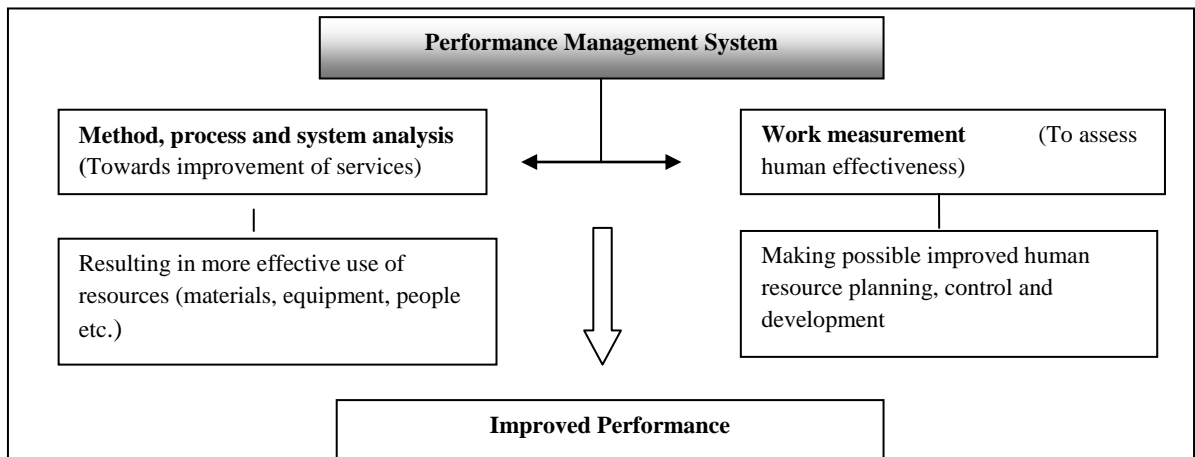 Performance Management System
Method, process and system analysis
(Towards improvement of services)
Work measurement (To assess
human effectiveness)
Resulting in more effective use of
resources (materials, equipment, people
etc.)
Making possible improved human
resource planning, control and
development
Improved Performance